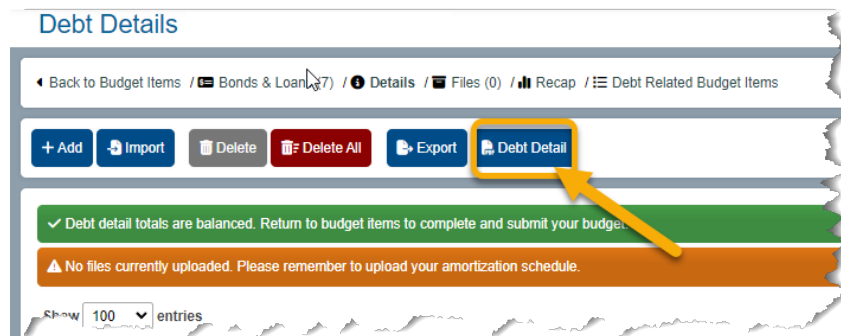 Debt Details
Back to Budget Items / Bonds & Loan (7) / Details / Files (0) / Recap / Debt Related Budget Items
+ Add Import Delete Delete All Export Debt Detail
Debt detail totals are balanced. Return to budget items to complete and submit your budget.
No files currently uploaded. Please remember to upload your amortization schedule.
Show 100 entries